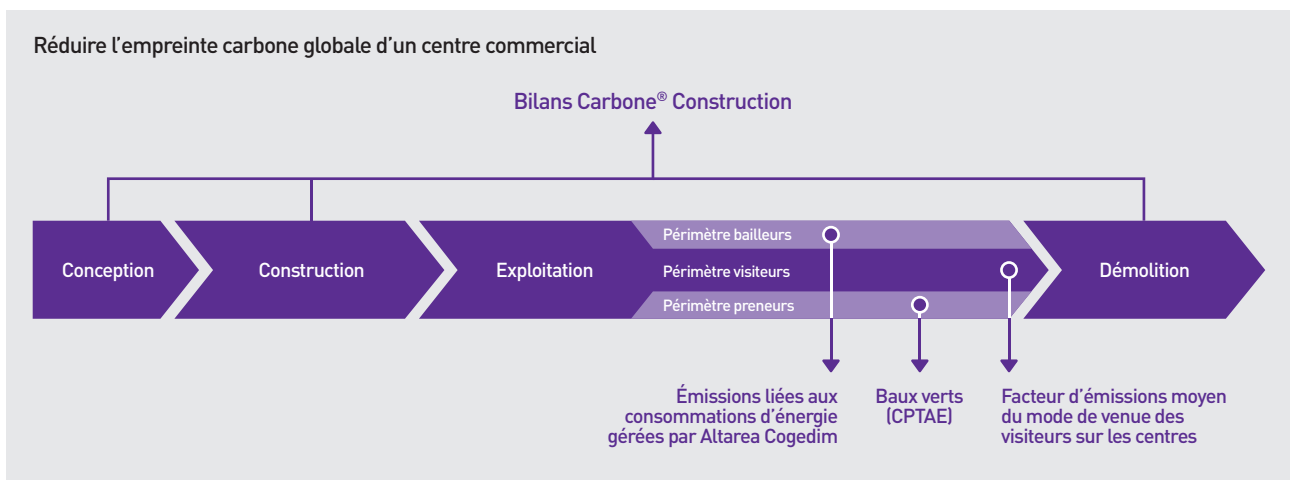 Réduire l’empreinte carbone globale d’un centre commercial
Bilans Carbone® Construction
Conception
Construction
Exploitation
Périmètre bailleurs
Périmètre visiteurs
Périmètre preneurs
Démolition
Émissions liées aux
consommations d’énergie
gérées par Altarea Cogedim
Baux verts
(CPTAE)
Facteur d’émissions moyen
du mode de venue des
visiteurs sur les centres